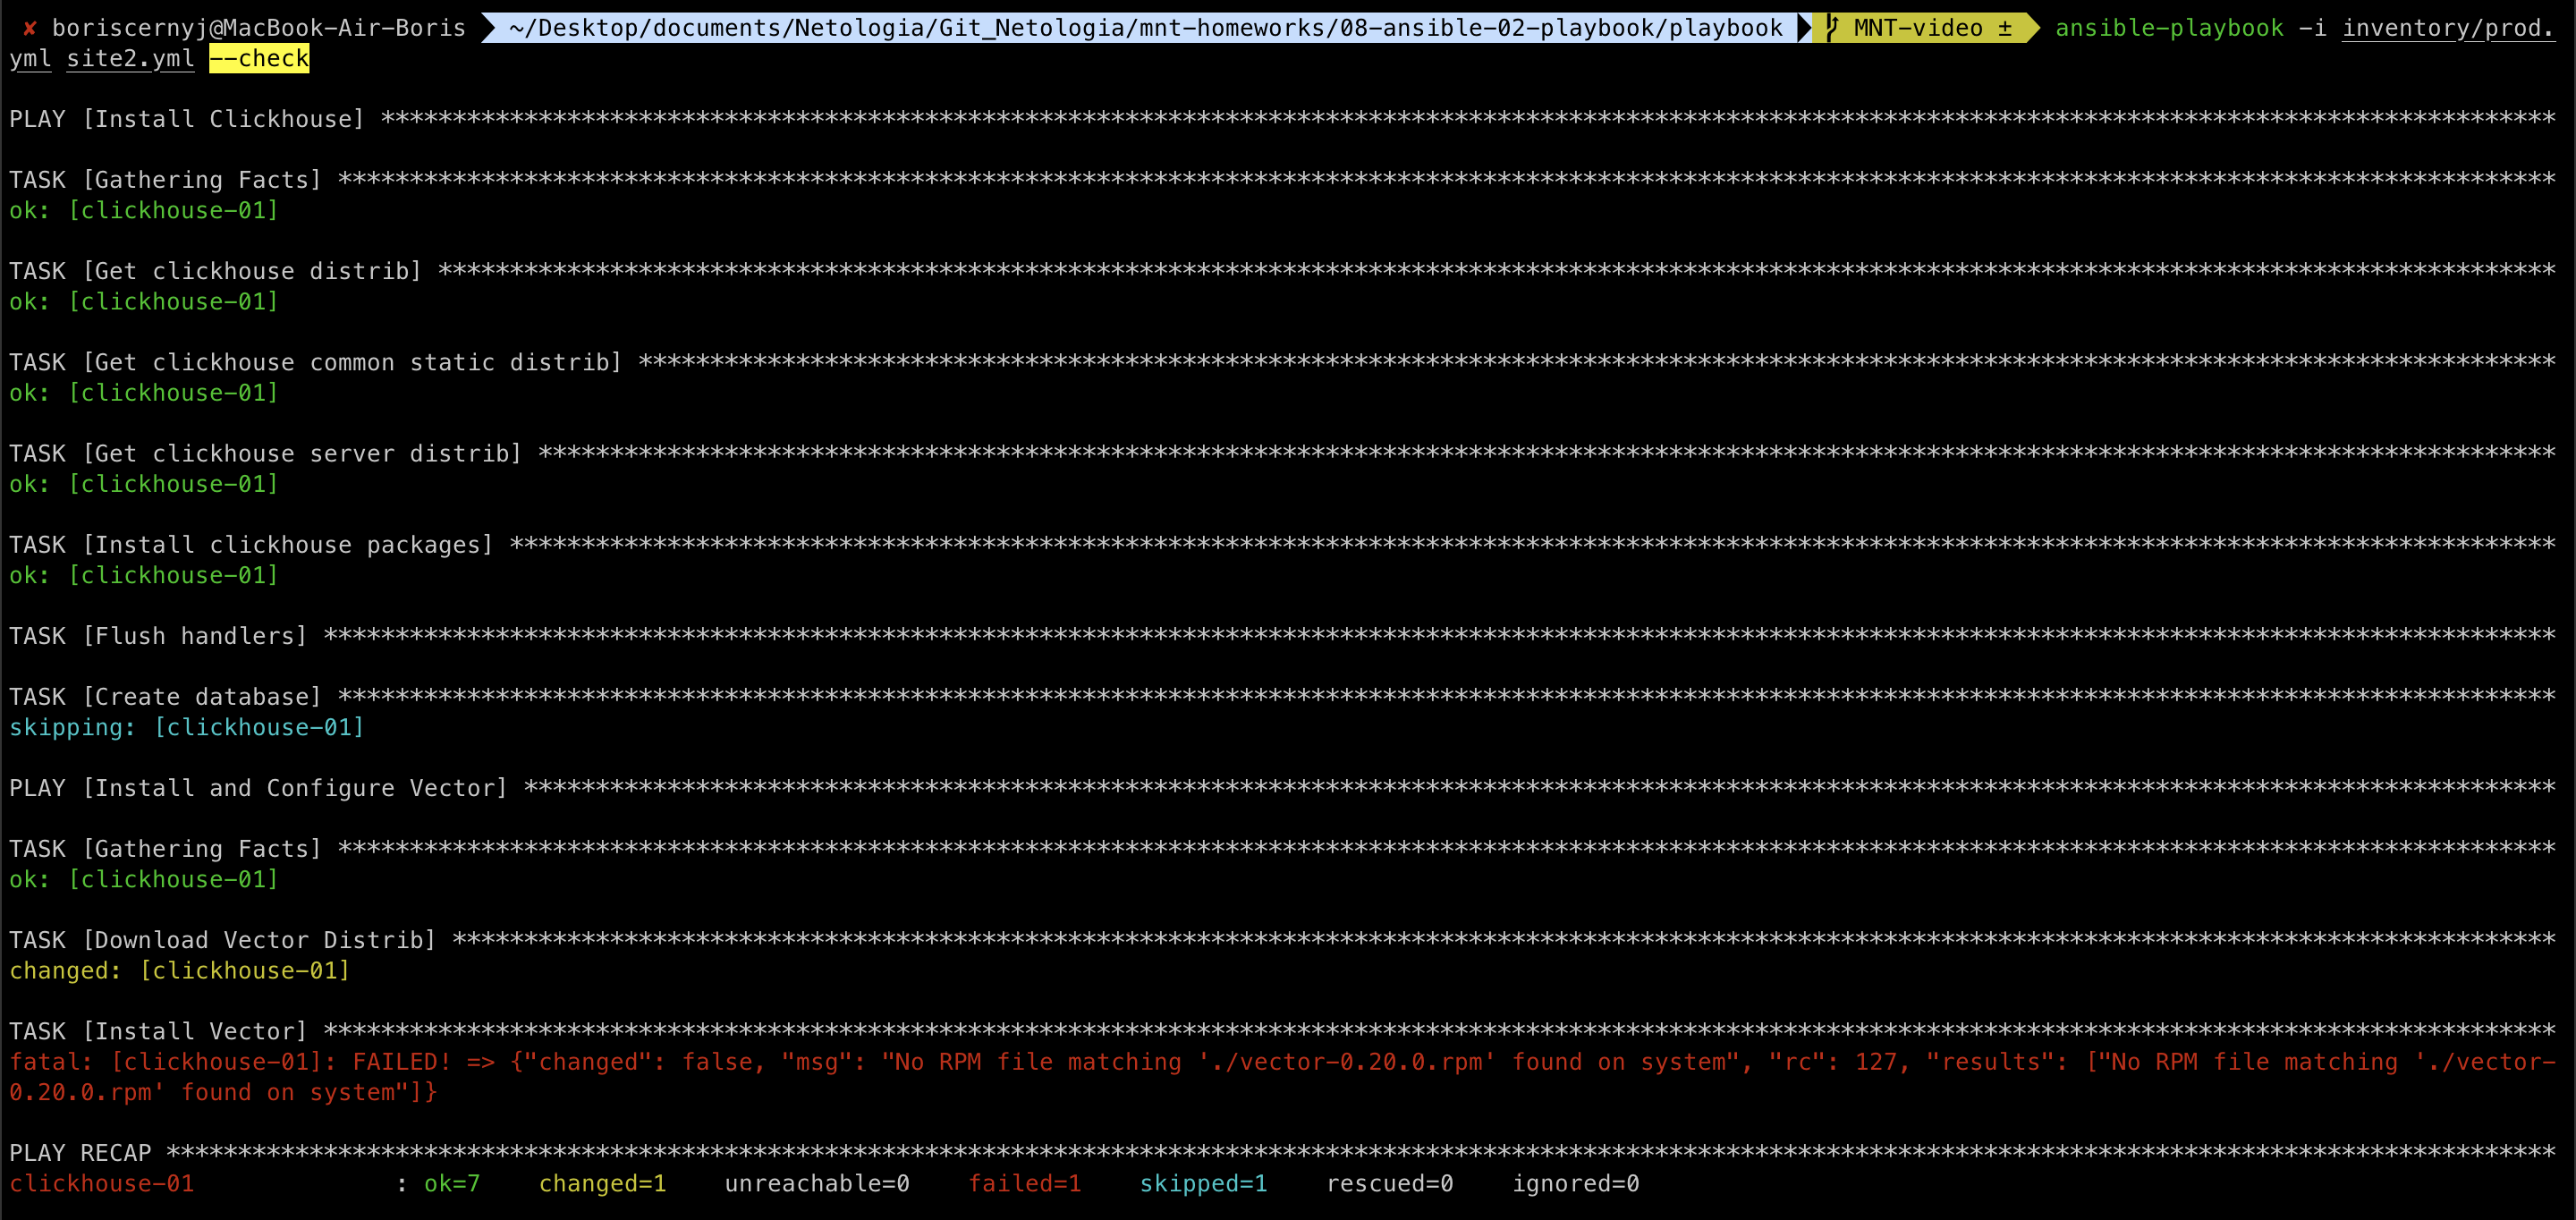 ✘ boriscernyj@MacBook-Air-Boris ~/Desktop/documents/Netologia/Git_Netologia/mnt-homeworks/08-ansible-02-playbook/playbook MNT-video ± ansible-playbook -i inventory/prod.
yml site2.yml --check
PLAY [Install Clickhouse] ********************************************************************************************************************************************************
TASK [Gathering Facts] ***********************************************************************************************************************************************************
ok: [clickhouse-01]
TASK [Get clickhouse distrib] ****************************************************************************************************************************************************
ok: [clickhouse-01]
TASK [Get clickhouse common static distrib] **************************************************************************************************************************************
ok: [clickhouse-01]
TASK [Get clickhouse server distrib] *********************************************************************************************************************************************
ok: [clickhouse-01]
TASK [Install clickhouse packages] ***********************************************************************************************************************************************
ok: [clickhouse-01]
TASK [Flush handlers] ************************************************************************************************************************************************************
TASK [Create database] ***********************************************************************************************************************************************************
skipping: [clickhouse-01]
PLAY [Install and Configure Vector] **********************************************************************************************************************************************
TASK [Gathering Facts] ***********************************************************************************************************************************************************
ok: [clickhouse-01]
TASK [Download Vector Distrib] ***************************************************************************************************************************************************
changed: [clickhouse-01]
TASK [Install Vector] ************************************************************************************************************************************************************
fatal: [clickhouse-01]: FAILED! => {"changed": false, "msg": "No RPM file matching './vector-0.20.0.rpm' found on system", "rc": 127, "results": ["No RPM file matching './vector-
0.20.0.rpm' found on system"]}
PLAY RECAP ***********************************************************************************************************************************************************************
clickhouse-01 : ok=7 changed=1 unreachable=0 failed=1 skipped=1 rescued=0 ignored=0